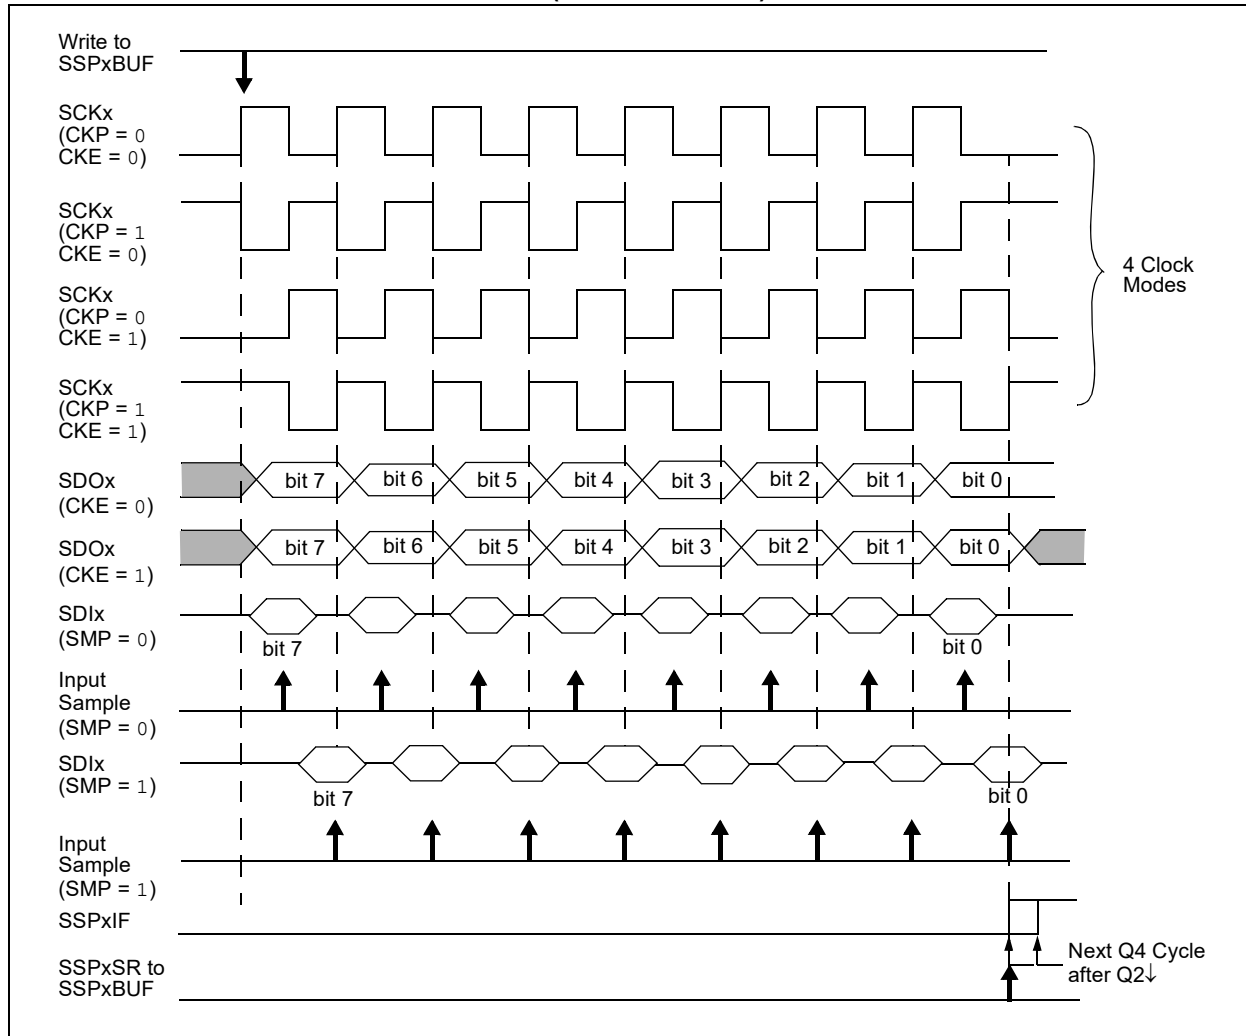 Write to
SSPxBUF
SCKx
(CKP = 0
CKE = 0)
SCKx
(CKP = 1
CKE = 0)
4 Clock
Modes
SCKx
(CKP = 0
CKE = 1)
SCKx
(CKP = 1
CKE = 1)
SDOx
(CKE = 0)
bit 7 bit 6 bit 5 bit 4 bit 3 bit 2 bit 1 bit 0
SDOx
(CKE = 1)
bit 7 bit 6 bit 5 bit 4 bit 3 bit 2 bit 1 bit 0
SDIx
(SMP = 0)
bit 7 bit 0
Input
Sample
(SMP = 0)
SDIx
(SMP = 1)
bit 7 bit 0
Input
Sample
(SMP = 1)
SSPxIF
SSPxSR to
SSPxBUF
Next Q4 Cycle
after Q2↓